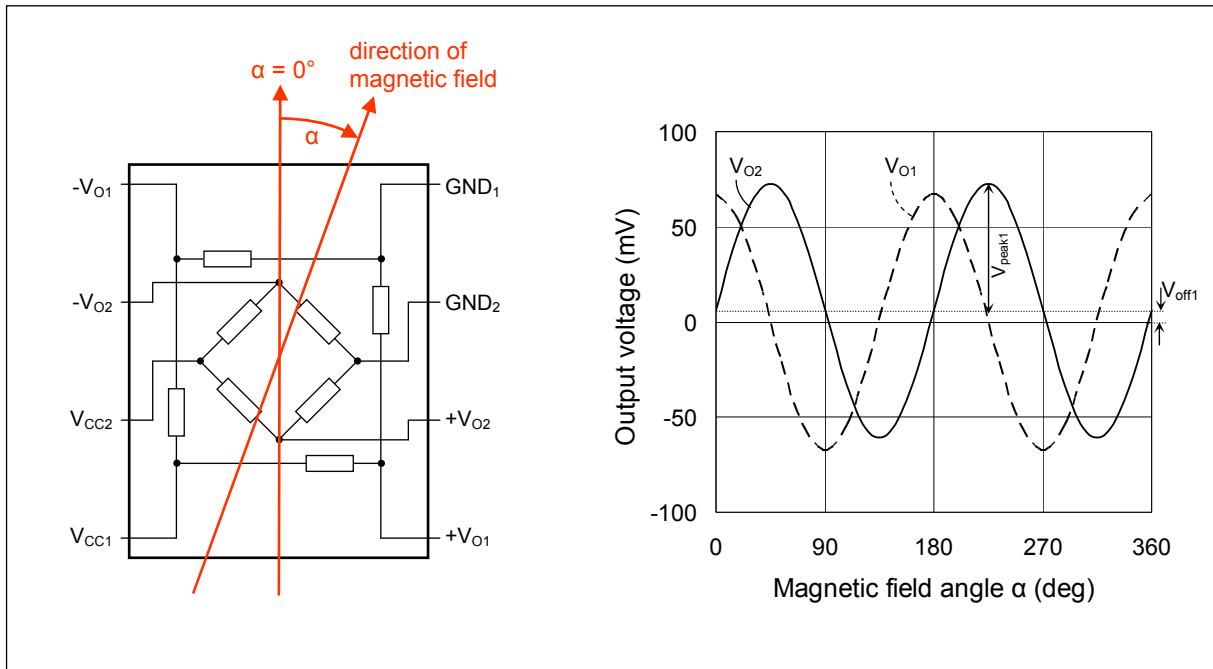 α = 0°
direction of
magnetic field
α
-VO1
GND1
-VO2
GND2
VCC2
+VO2
VCC1
+VO1
Output voltage (mV)
100
50
0
-50
-100
VO2
VO1
Vpeak1
Voff1
0 90 180 270 360
Magnetic field angle α (deg)